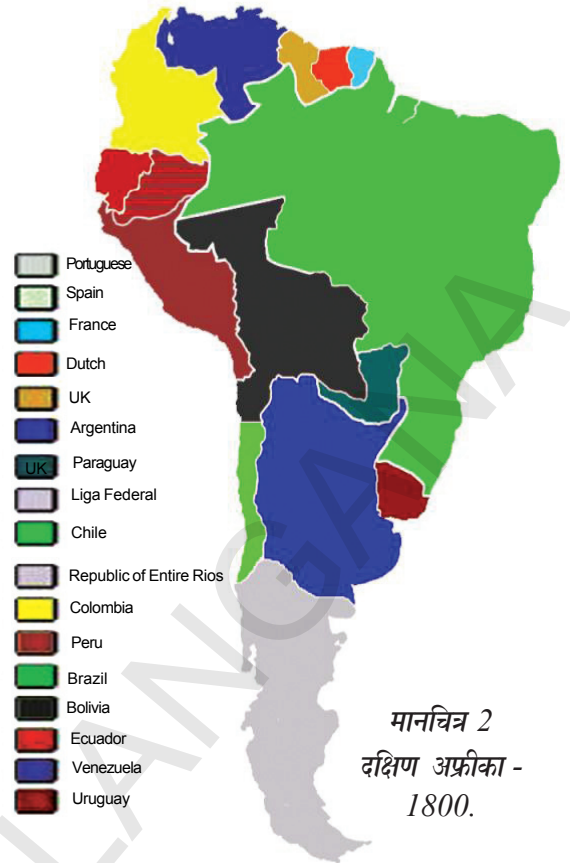 Portuguese
Spain
France
Dutch
UK
Argentina
UK Paraguay
Liga Federal
Chile
Republic of Entire Rios
Colombia
Peru
Brazil
Bolivia
Ecuador
Venezuela
Uruguay
मानचित्र 2
दक्षिण अफ्रीका -
1800.
LANGANA